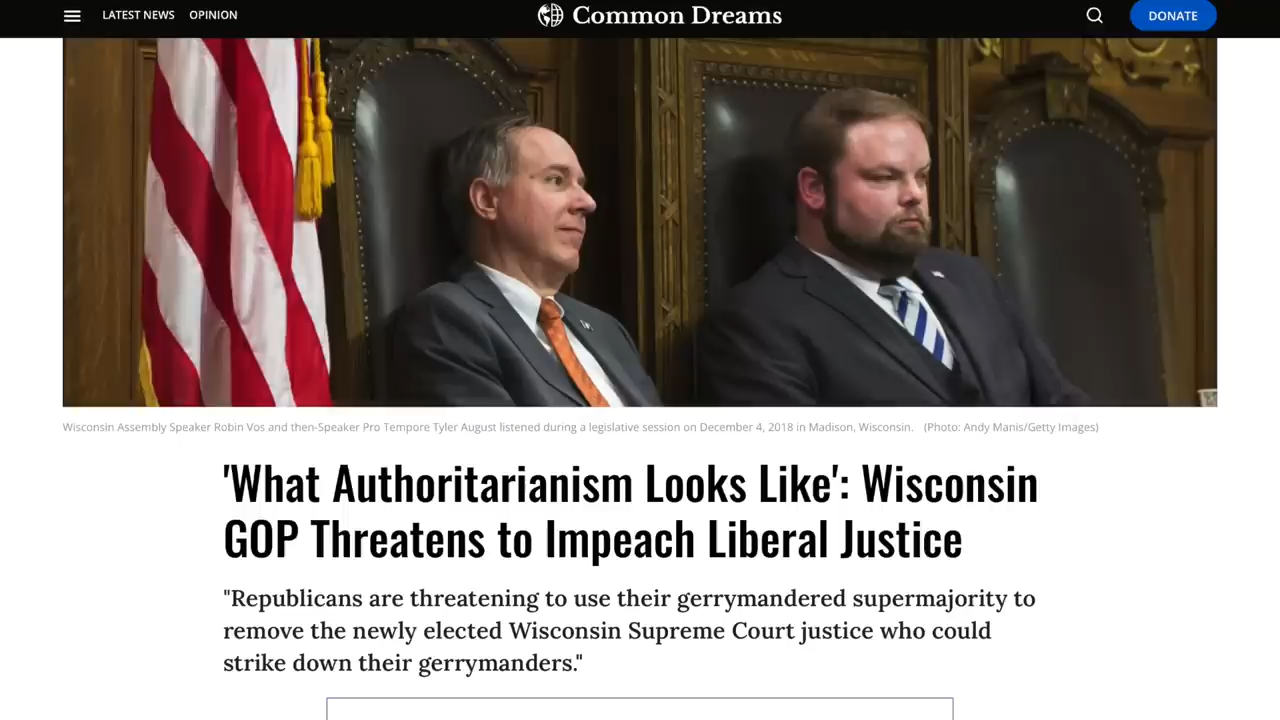 LATEST NEWS OPINION Common Dreams DONATE
Wisconsin Assembly Speaker Robin Vos and then-Speaker Pro Tempore Tyler August listened during a legislative session on December 4, 2018 in Madison, Wisconsin. (Photo: Andy Manis/Getty Images)
'What Authoritarianism Looks Like': Wisconsin
GOP Threatens to Impeach Liberal Justice
"Republicans are threatening to use their gerrymandered supermajority to
remove the newly elected Wisconsin Supreme Court justice who could
strike down their gerrymanders."